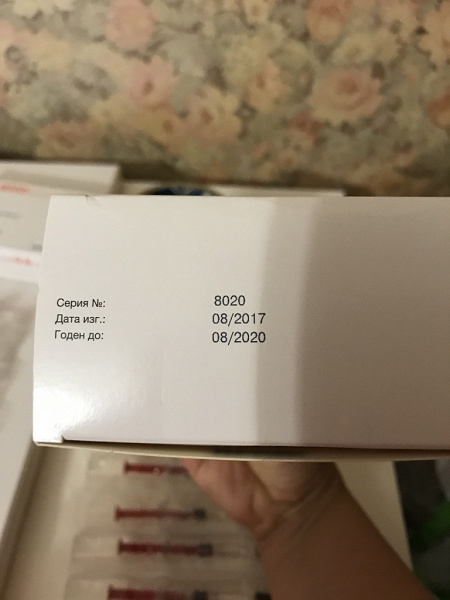 Серия №: 8020
Дата изг.: 08/2017
Годен до: 08/2020